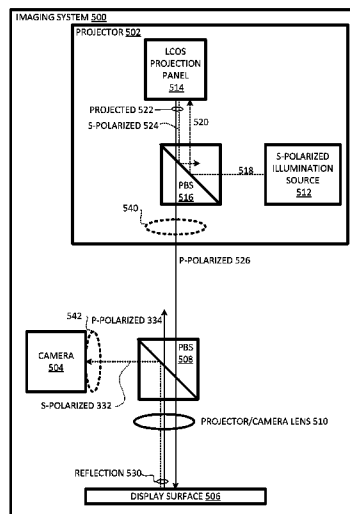 IMAGING SYSTEM 500
PROJECTOR 502
LCOS
PROJECTION
PANEL
514
PROJECTED 522
520
S-POLARIZED 524
518
S-POLARIZED
ILLUMINATION
SOURCE
512
PBS
516
540
P-POLARIZED 526
542
P-POLARIZED 334
CAMERA
504
PBS
508
S-POLARIZED 332
PROJECTOR/CAMERA LENS 510
REFLECTION 530
DISPLAY SURFACE 506